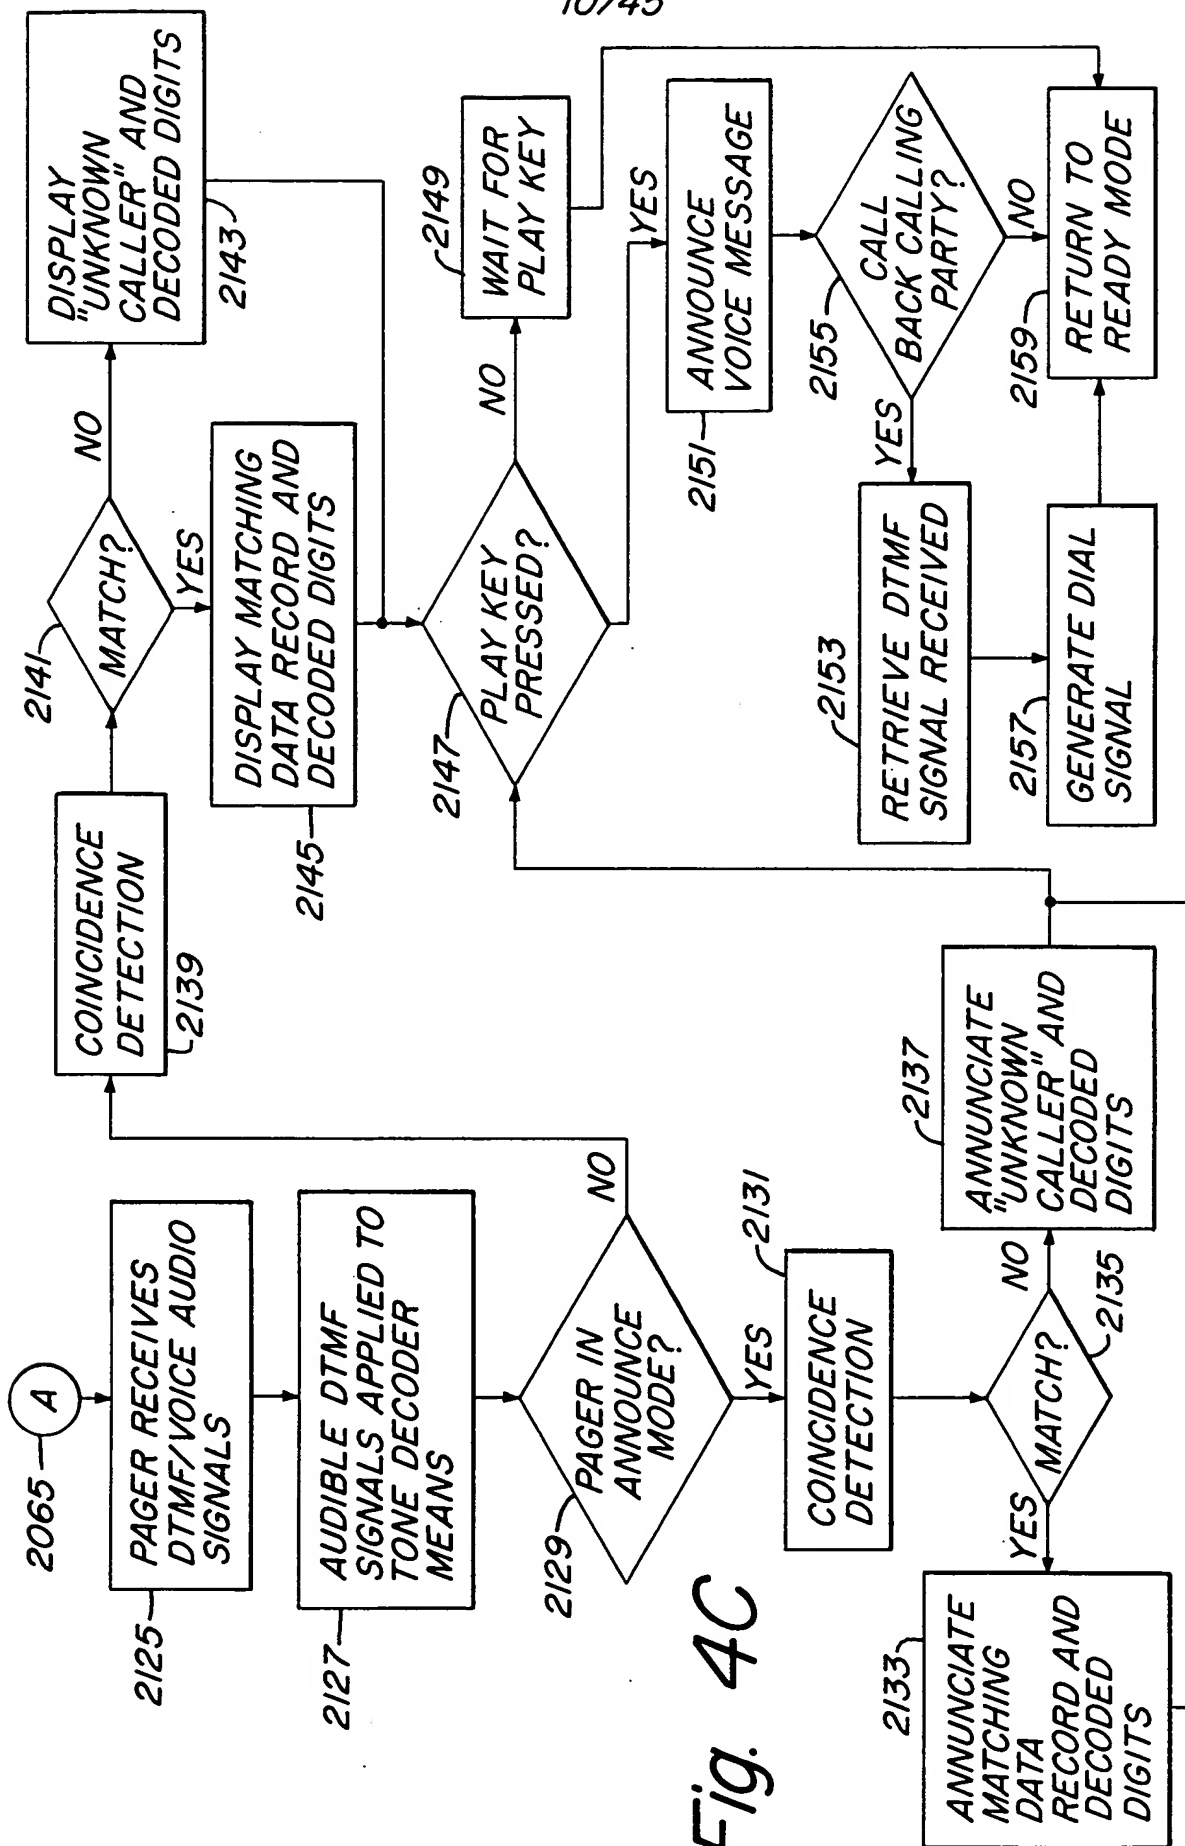 10/45
A
2065
PAGER RECEIVES
DTMF/VOICE AUDIO
SIGNALS
2125
AUDIBLE DTMF
SIGNALS APPLIED TO
TONE DECODER
MEANS
2127
PAGER IN
ANNOUNCE
MODE?
2129
NO
YES
COINCIDENCE
DETECTION
2131
MATCH?
2135
YES
NO
ANNUNCIATE
MATCHING
DATA
RECORD AND
DECODED
DIGITS
2133
ANNUNCIATE
"UNKNOWN
CALLER" AND
DECODED
DIGITS
2137
COINCIDENCE
DETECTION
2139
MATCH?
2141
NO
YES
DISPLAY
"UNKNOWN
CALLER" AND
DECODED DIGITS
2143
DISPLAY MATCHING
DATA RECORD AND
DECODED DIGITS
2145
PLAY KEY
PRESSED?
2147
NO
YES
WAIT FOR
PLAY KEY
2149
ANNOUNCE
VOICE MESSAGE
2151
CALL
BACK CALLING
PARTY?
2155
YES
NO
RETRIEVE DTMF
SIGNAL RECEIVED
2153
GENERATE DIAL
SIGNAL
2157
RETURN TO
READY MODE
2159
Fig. 4C